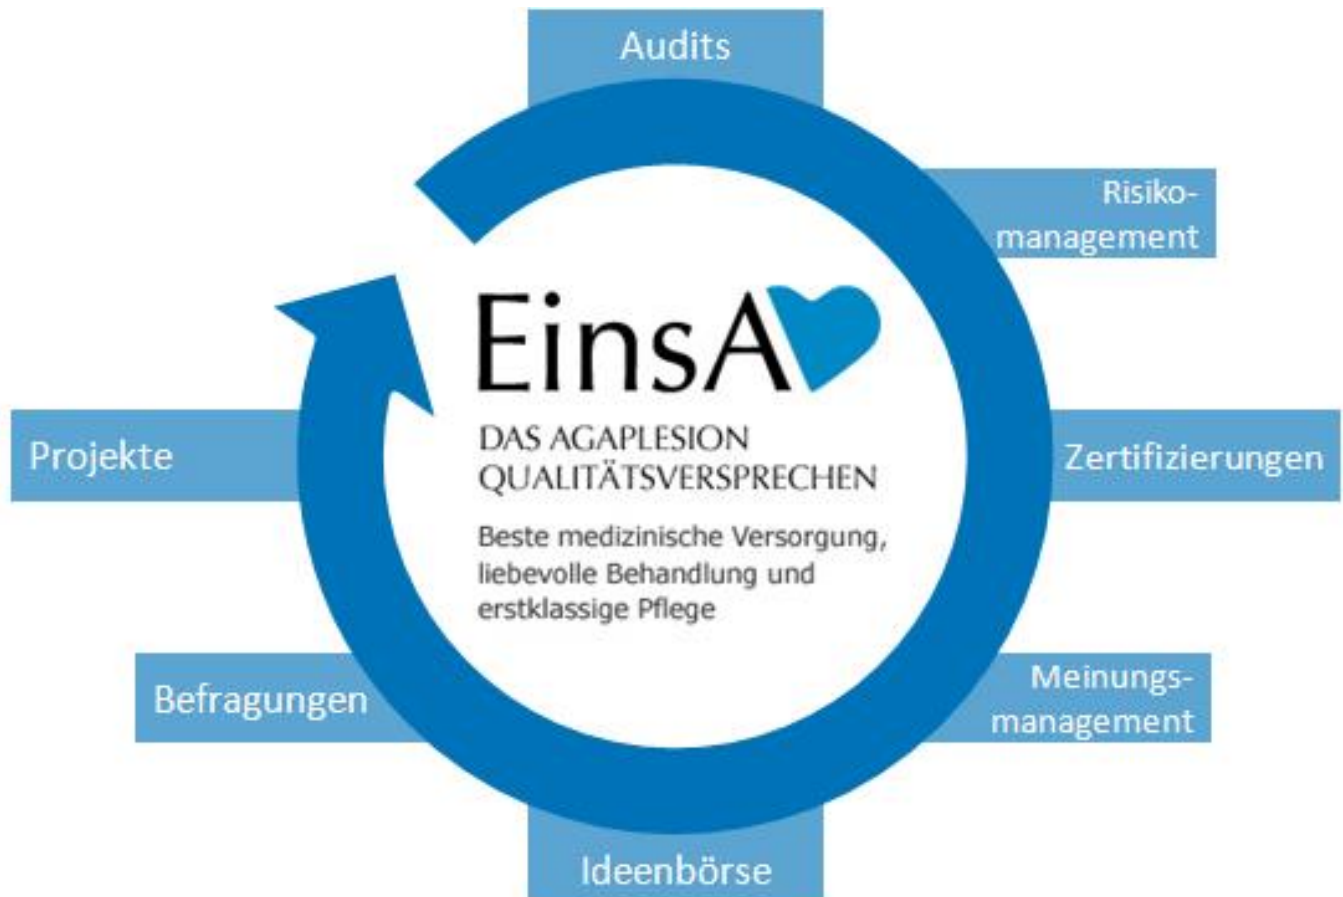 Audits
Risiko-
management
EinsA
DAS AGAPLESION
QUALITÄTSVERSPRECHEN
Beste medizinische Versorgung,
liebevolle Behandlung und
erstklassige Pflege
Projekte
Zertifizierungen
Befragungen
Meinungs-
management
Ideenbörse